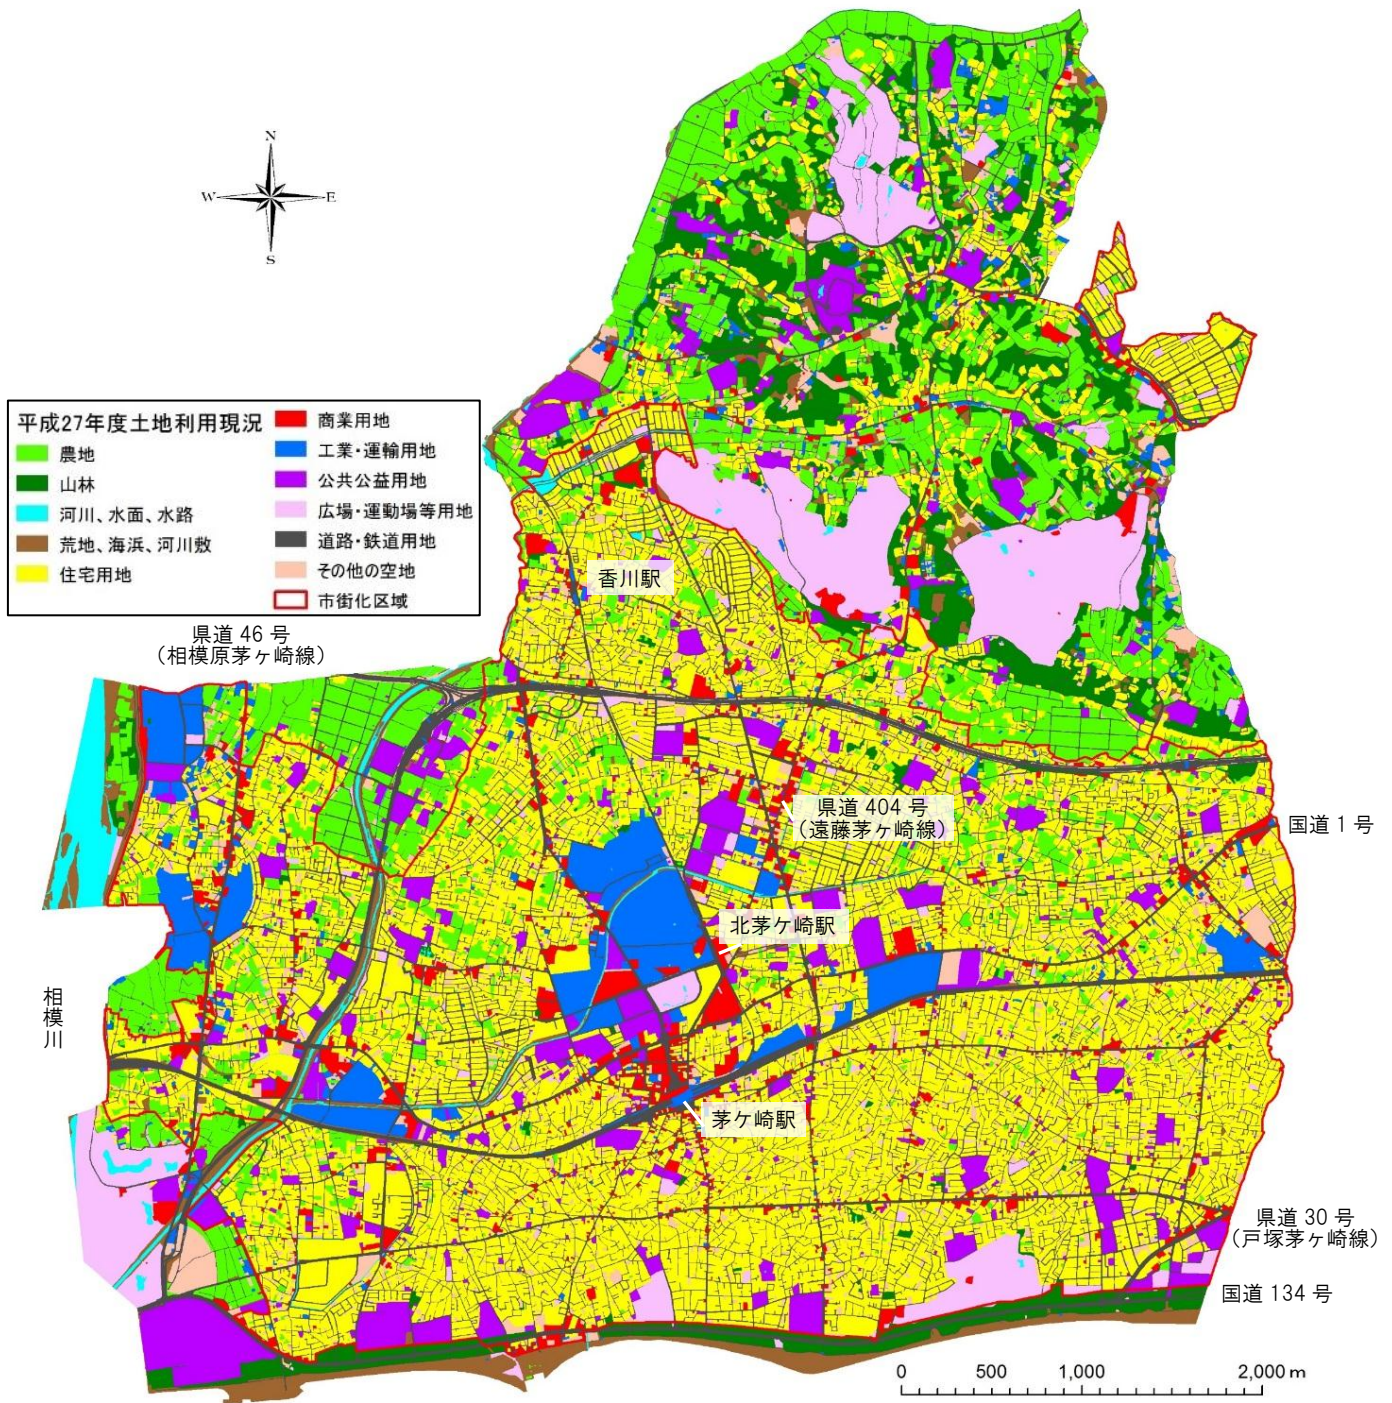 N
W
E
S
平成27年度土地利用現況
農地
山林
河川、水面、水路
荒地、海浜、河川敷
住宅用地
商業用地
工業・運輸用地
公共公益用地
広場・運動場等用地
道路・鉄道用地
その他の空地
市街化区域
香川駅
県道 46 号
（相模原茅ヶ崎線）
県道 404 号
（遠藤茅ヶ崎線）
国道 1 号
北茅ケ崎駅
相模川
茅ケ崎駅
県道 30 号
（戸塚茅ヶ崎線）
国道 134 号
0 500 1,000 2,000 m